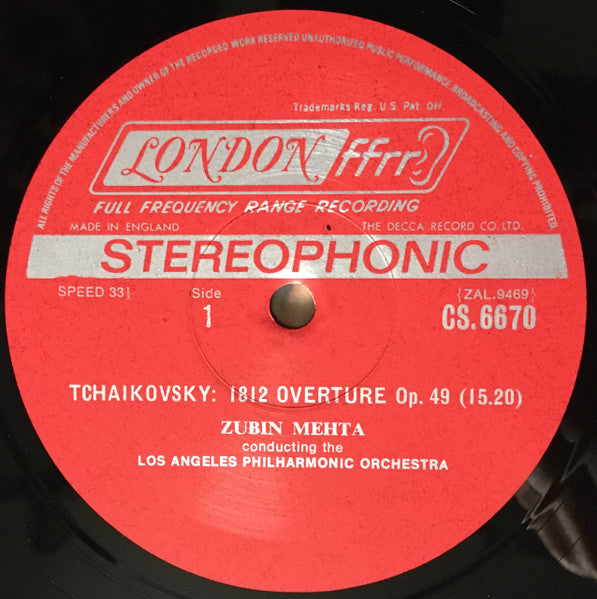 ALL RIGHTS OF THE MANUFACTURERS AND OWNER OF THE RECORDED WORK RESERVED UNAUTHORIZED PUBLIC PERFORMANCE BROADCASTING AND COPYING PROHIBITED.
Trademarks Reg. U.S. Pat. Off.
LONDON ffrr
FULL FREQUENCY RANGE RECORDING
MADE IN ENGLAND THE DECCA RECORD CO. LTD.
STEREOPHONIC
SPEED 33⅓ Side {ZAL.9469}
1 CS.6670
TCHAIKOVSKY: 1812 OVERTURE Op. 49 (15.20)
ZUBIN MEHTA
conducting the
LOS ANGELES PHILHARMONIC ORCHESTRA